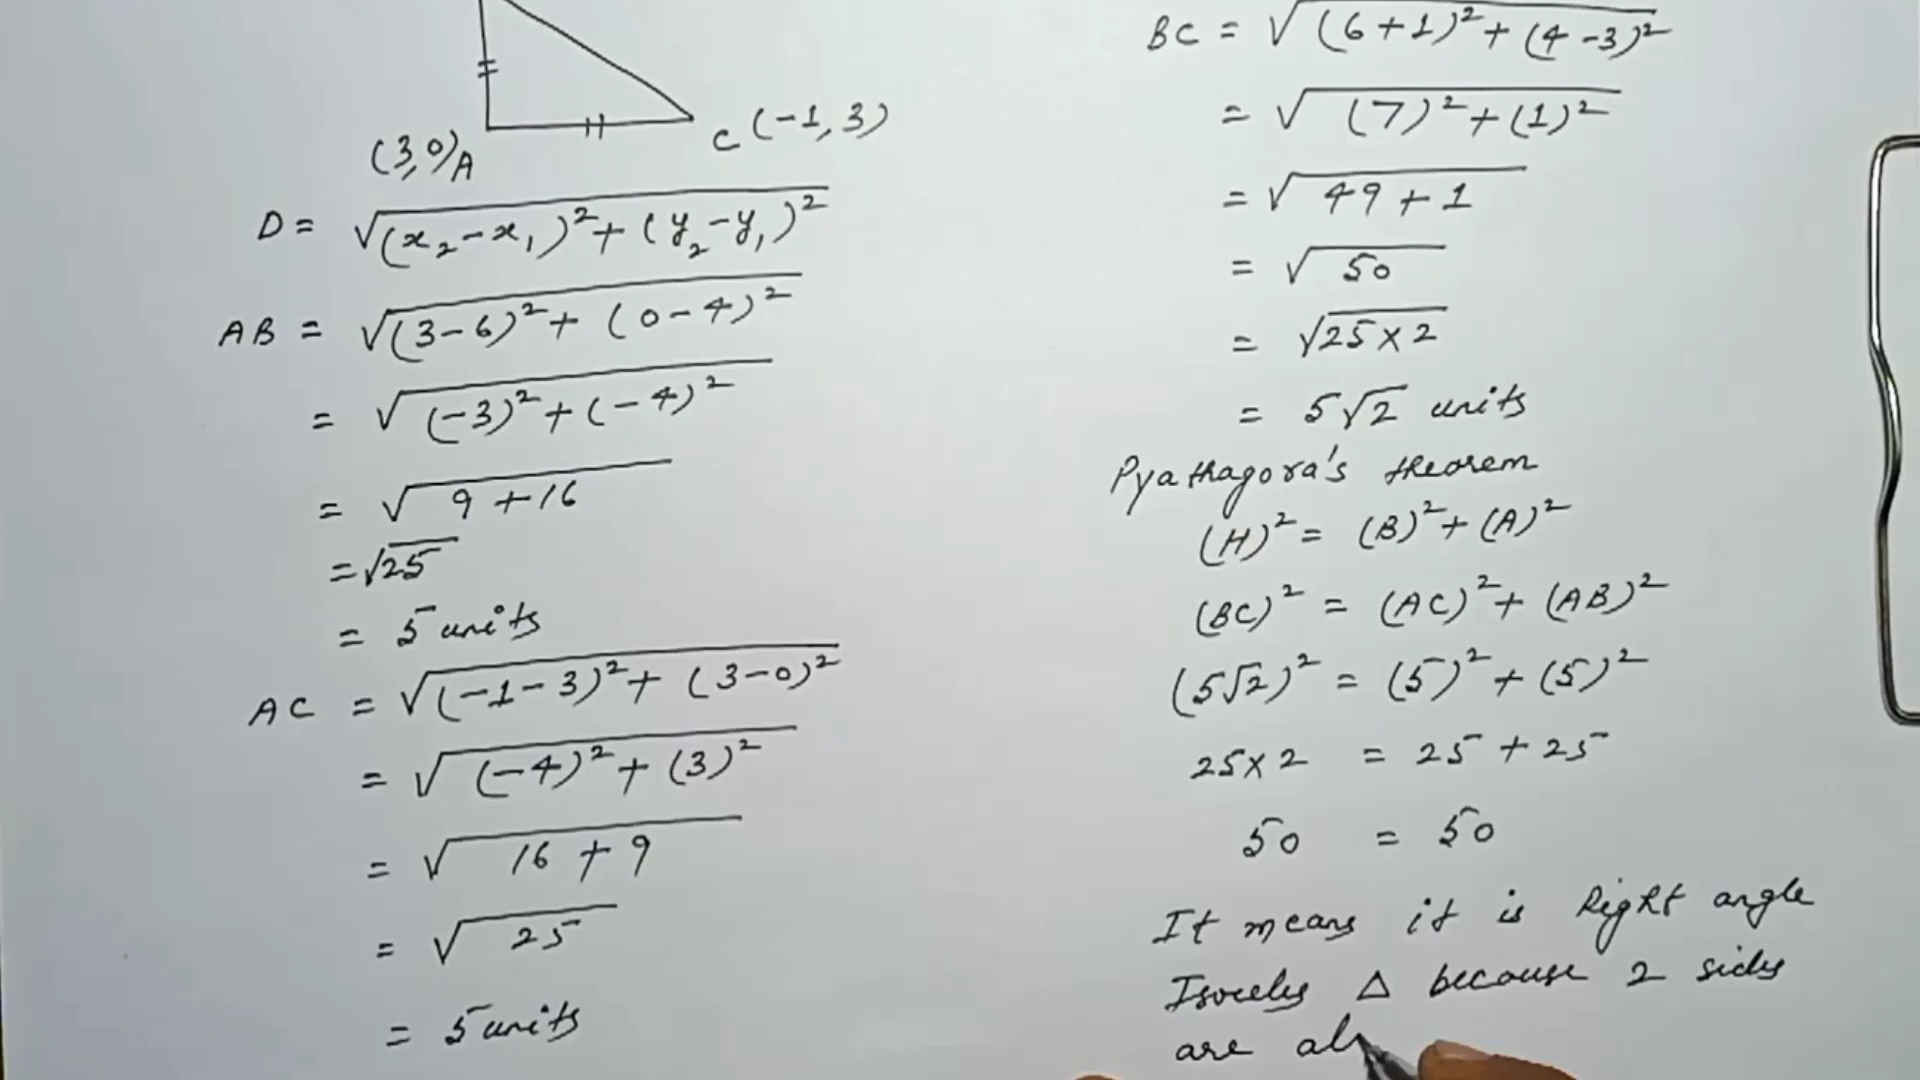 (3,0)A
C(-1,3)
D = √(x₂-x₁)²+(y₂-y₁)²
AB = √(3-6)²+(0-4)²
= √(-3)²+(-4)²
= √9+16
= √25
= 5 units
AC = √(-1-3)²+(3-0)²
= √(-4)²+(3)²
= √16+9
= √25
= 5 units
BC = √(6+1)²+(4-3)²
= √(7)²+(1)²
= √49+1
= √50
= √25×2
= 5√2 units
Pyathagora's theorem
(H)² = (B)²+(A)²
(BC)² = (AC)²+(AB)²
(5√2)² = (5)²+(5)²
25×2 = 25+25
50 = 50
It means it is Right angle
Isoceles Δ because 2 sides
are al